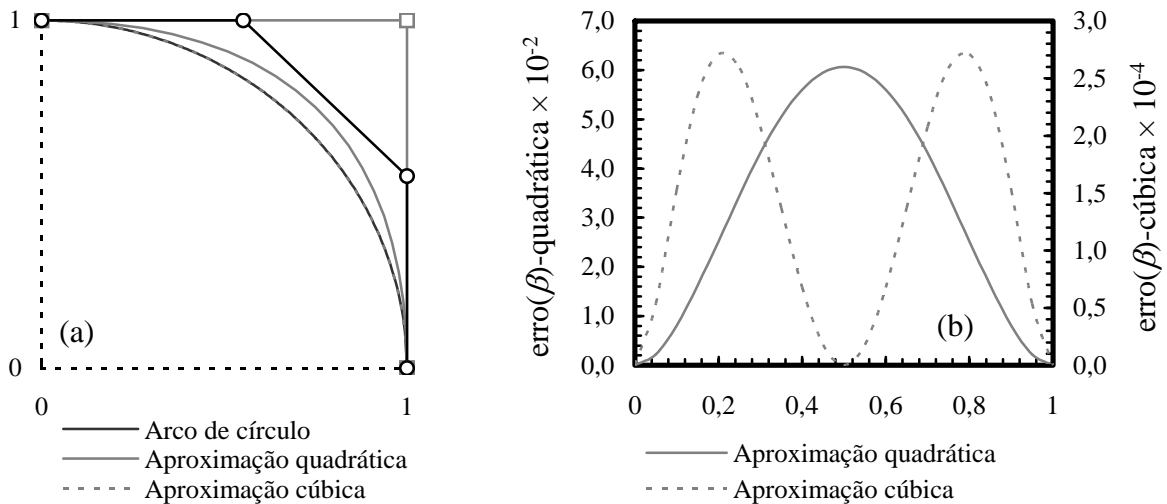 1
(a)
0
0
1
Arco de círculo
Aproximação quadrática
Aproximação cúbica
erro(β)-quadrática × 10⁻²
7,0
6,0
5,0
4,0
3,0
2,0
1,0
0,0
3,0
2,5
2,0
1,5
1,0
0,5
0,0
erro(β)-cúbica × 10⁻⁴
(b)
0
0,2
0,4
0,6
0,8
1
Aproximação quadrática
Aproximação cúbica